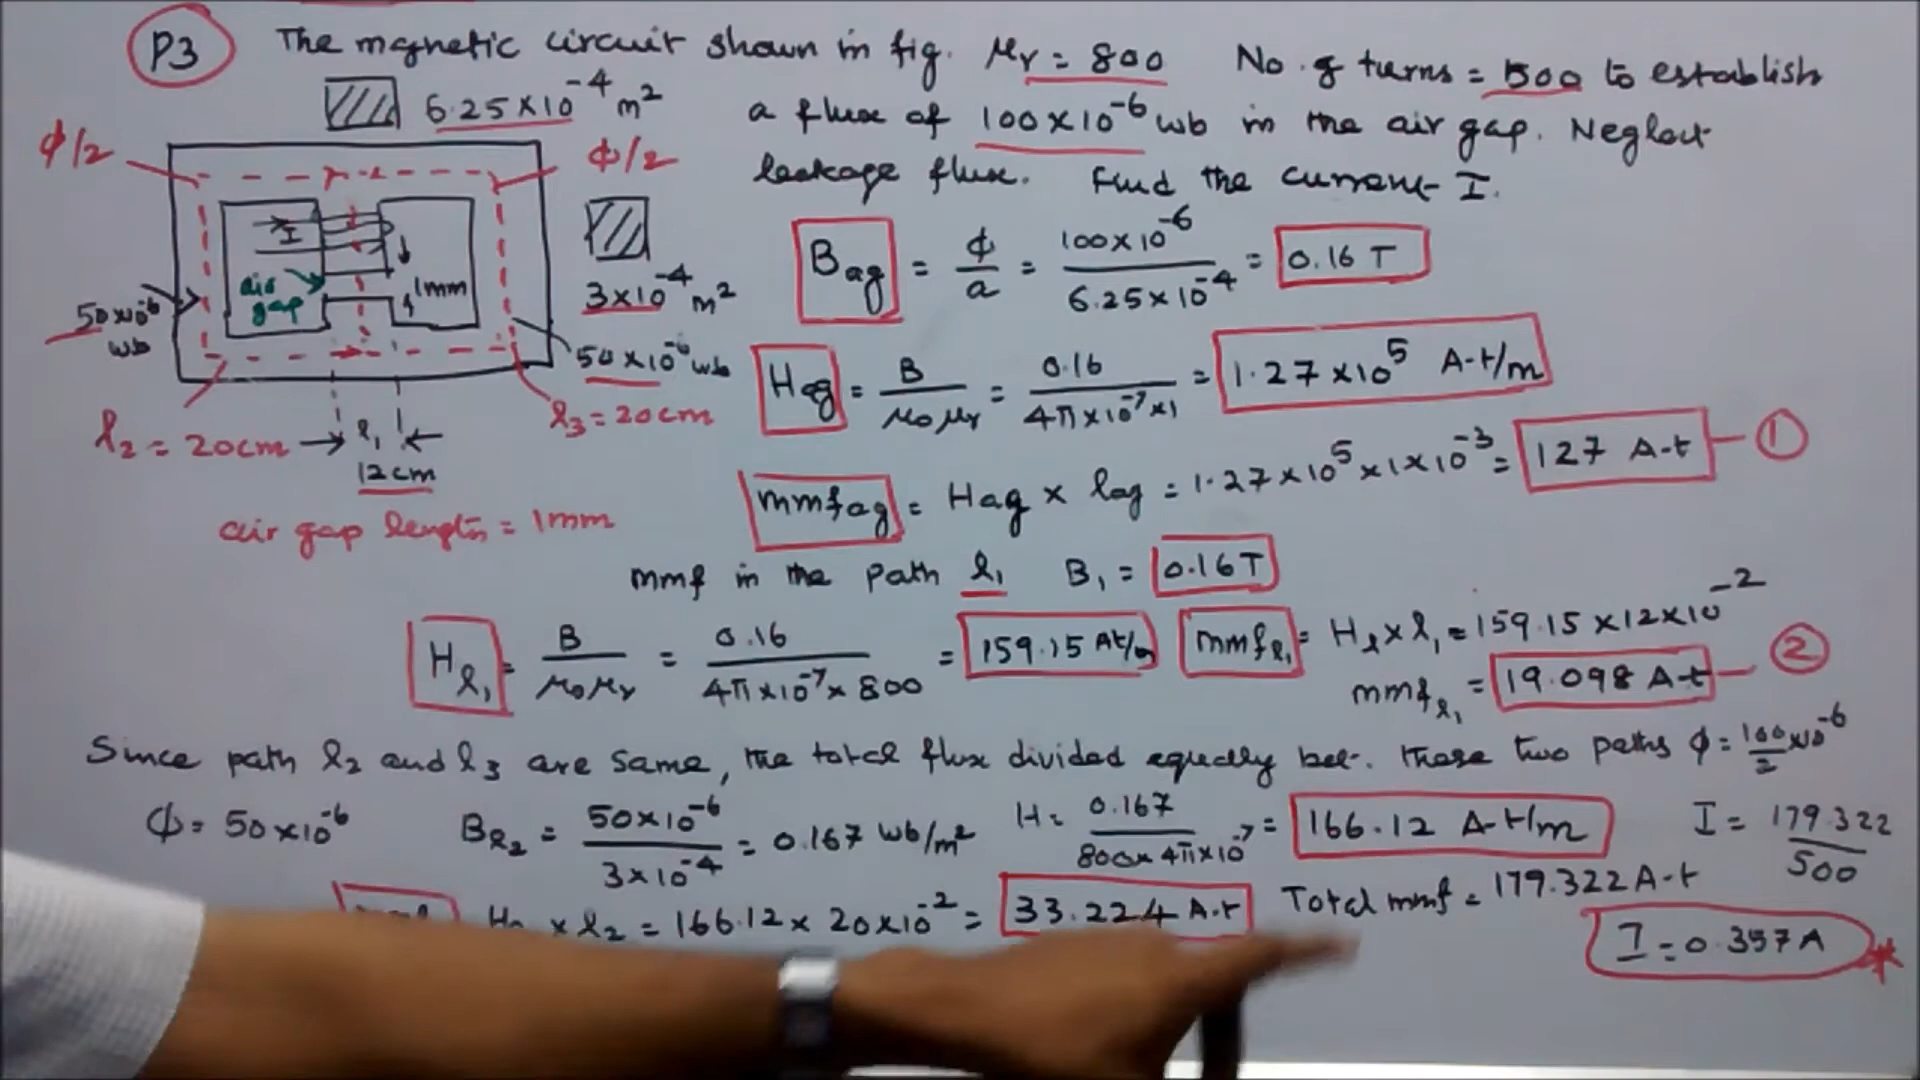 P3 The magnetic circuit shown in fig. μr = 800 No. of turns = 500 to establish
a flux of 100×10⁻⁶ wb in the air gap. Neglect
leakage flux. Find the current I.
6.25×10⁻⁴ m²
ϕ/2
ϕ/2
I
air gap
1mm
3×10⁻⁴ m²
50×10⁻⁶ wb
50×10⁻⁶ wb
l2 = 20cm
l1
12cm
l3 = 20cm
air gap length = 1mm
Bag = ϕ/a = 100×10⁻⁶ / 6.25×10⁻⁴ = 0.16 T
Hag = B/μ0μr = 0.16 / 4π×10⁻⁷×1 = 1.27×10⁵ A-t/m
mmfag = Hag × lag = 1.27×10⁵×1×10⁻³ = 127 A-t — ①
mmf in the path l1 B1 = 0.16T
Hl1 = B/μ0μr = 0.16 / 4π×10⁻⁷×800 = 159.15 At/m
mmfl1 = Hl×l1 = 159.15×12×10⁻²
mmfl1 = 19.098 A-t — ②
Since path l2 and l3 are same, the total flux divided equally bet. these two paths ϕ = 100/2 ×10⁻⁶
ϕ = 50×10⁻⁶ Bl2 = 50×10⁻⁶ / 3×10⁻⁴ = 0.167 wb/m² H = 0.167 / 800×4π×10⁻⁷ = 166.12 A-t/m
×l2 = 166.12×20×10⁻² = 33.224 A-t
Total mmf = 179.322 A-t
I = 179.322 / 500
I = 0.357A *